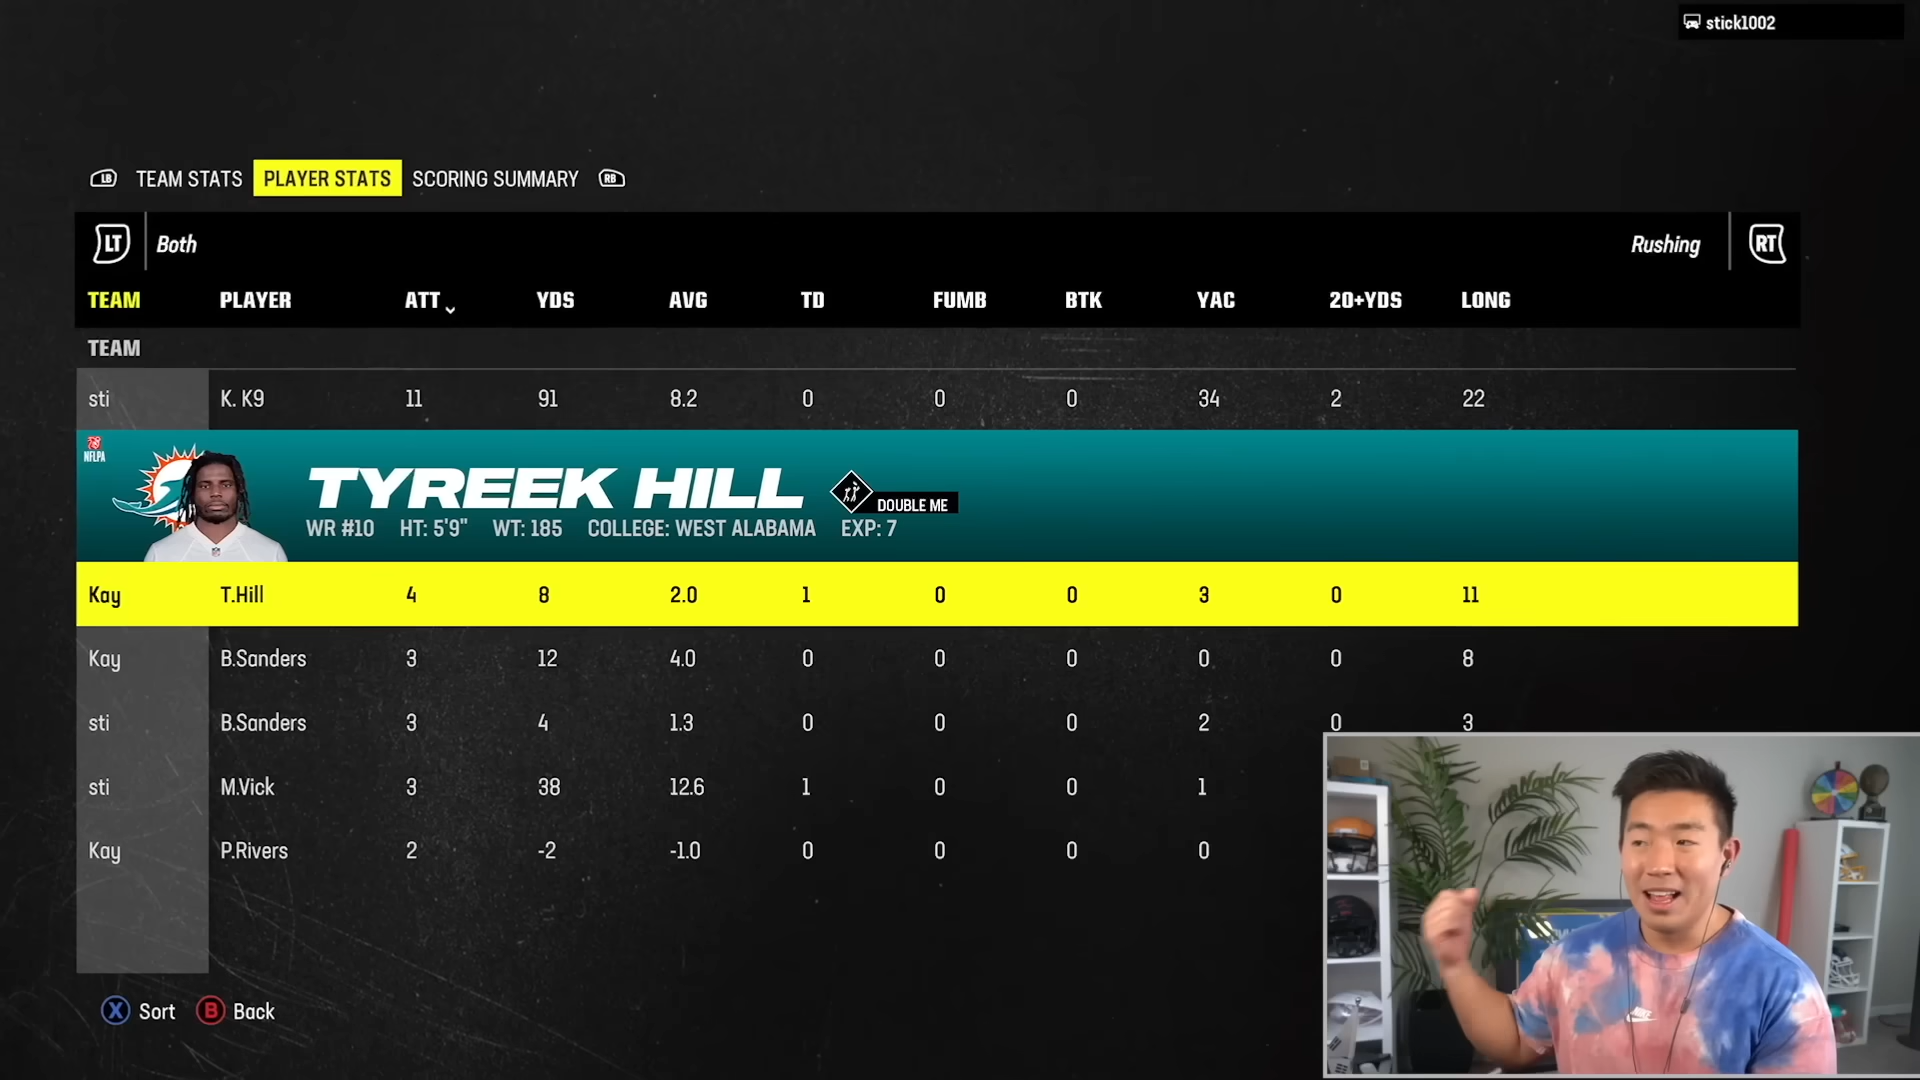 stick1002
LB TEAM STATS PLAYER STATS SCORING SUMMARY RB
LT Both Rushing RT
TEAM PLAYER ATT YDS AVG TD FUMB BTK YAC 20+YDS LONG
TEAM
sti K. K9 11 91 8.2 0 0 0 34 2 22
NFLPA
TYREEK HILL DOUBLE ME
WR #10 HT: 5'9" WT: 185 COLLEGE: WEST ALABAMA EXP: 7
Kay T.Hill 4 8 2.0 1 0 0 3 0 11
Kay B.Sanders 3 12 4.0 0 0 0 0 0 8
sti B.Sanders 3 4 1.3 0 0 0 2 0 3
sti M.Vick 3 38 12.6 1 0 0 1
Kay P.Rivers 2 -2 -1.0 0 0 0 0
X Sort B Back